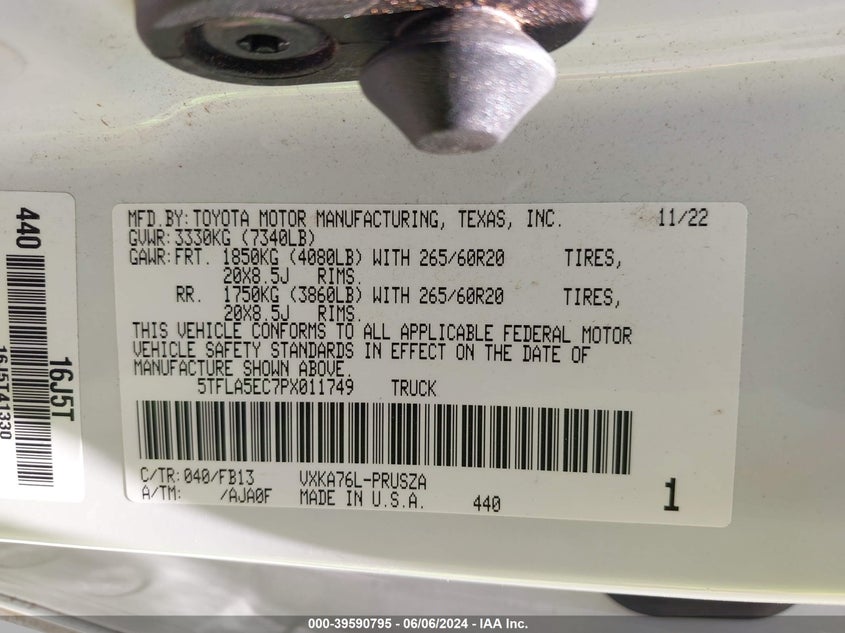 MFD.BY: TOYOTA MOTOR MANUFACTURING, TEXAS, INC. 11/22
GVWR: 3330KG (7340LB)
GAWR: FRT. 1850KG (4080LB) WITH 265/60R20 TIRES,
20X8.5J RIMS.
RR. 1750KG (3860LB) WITH 265/60R20 TIRES,
20X8.5J RIMS.
THIS VEHICLE CONFORMS TO ALL APPLICABLE FEDERAL MOTOR
VEHICLE SAFETY STANDARDS IN EFFECT ON THE DATE OF
MANUFACTURE SHOWN ABOVE.
5TFLA5EC7PX011749 TRUCK
C/TR: 040/FB13 VXKA76L-PRUSZA
A/TM: /AJA0F MADE IN U.S.A. 440 1
440
16J5T
16J5T41330
000-39590795 - 06/06/2024 - IAA Inc.